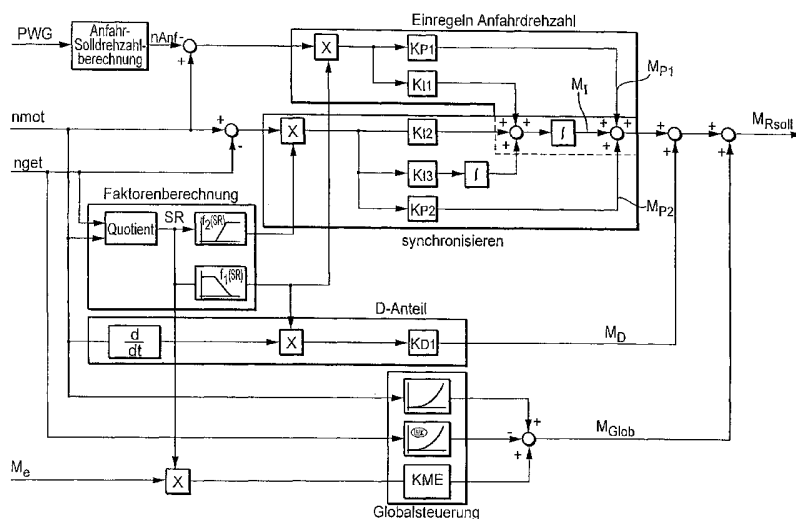 Einregeln Anfahrdrehzahl
PWG
Anfahr-
Solldrehzahl
berechnung
nAnf
-
+
X
KP1
KI1
MP1
MI
nmot
+
-
X
KI2
+
+
+
∫
+
+
+
+
+
+
+
MRsoll
nget
KI3
∫
KP2
MP2
synchronisieren
Faktorenberechnung
Quotient
SR
f2(SR)
f1(SR)
D-Anteil
d
dt
X
KD1
MD
+
-
+
MGlob
Me
X
KME
Globalsteuerung